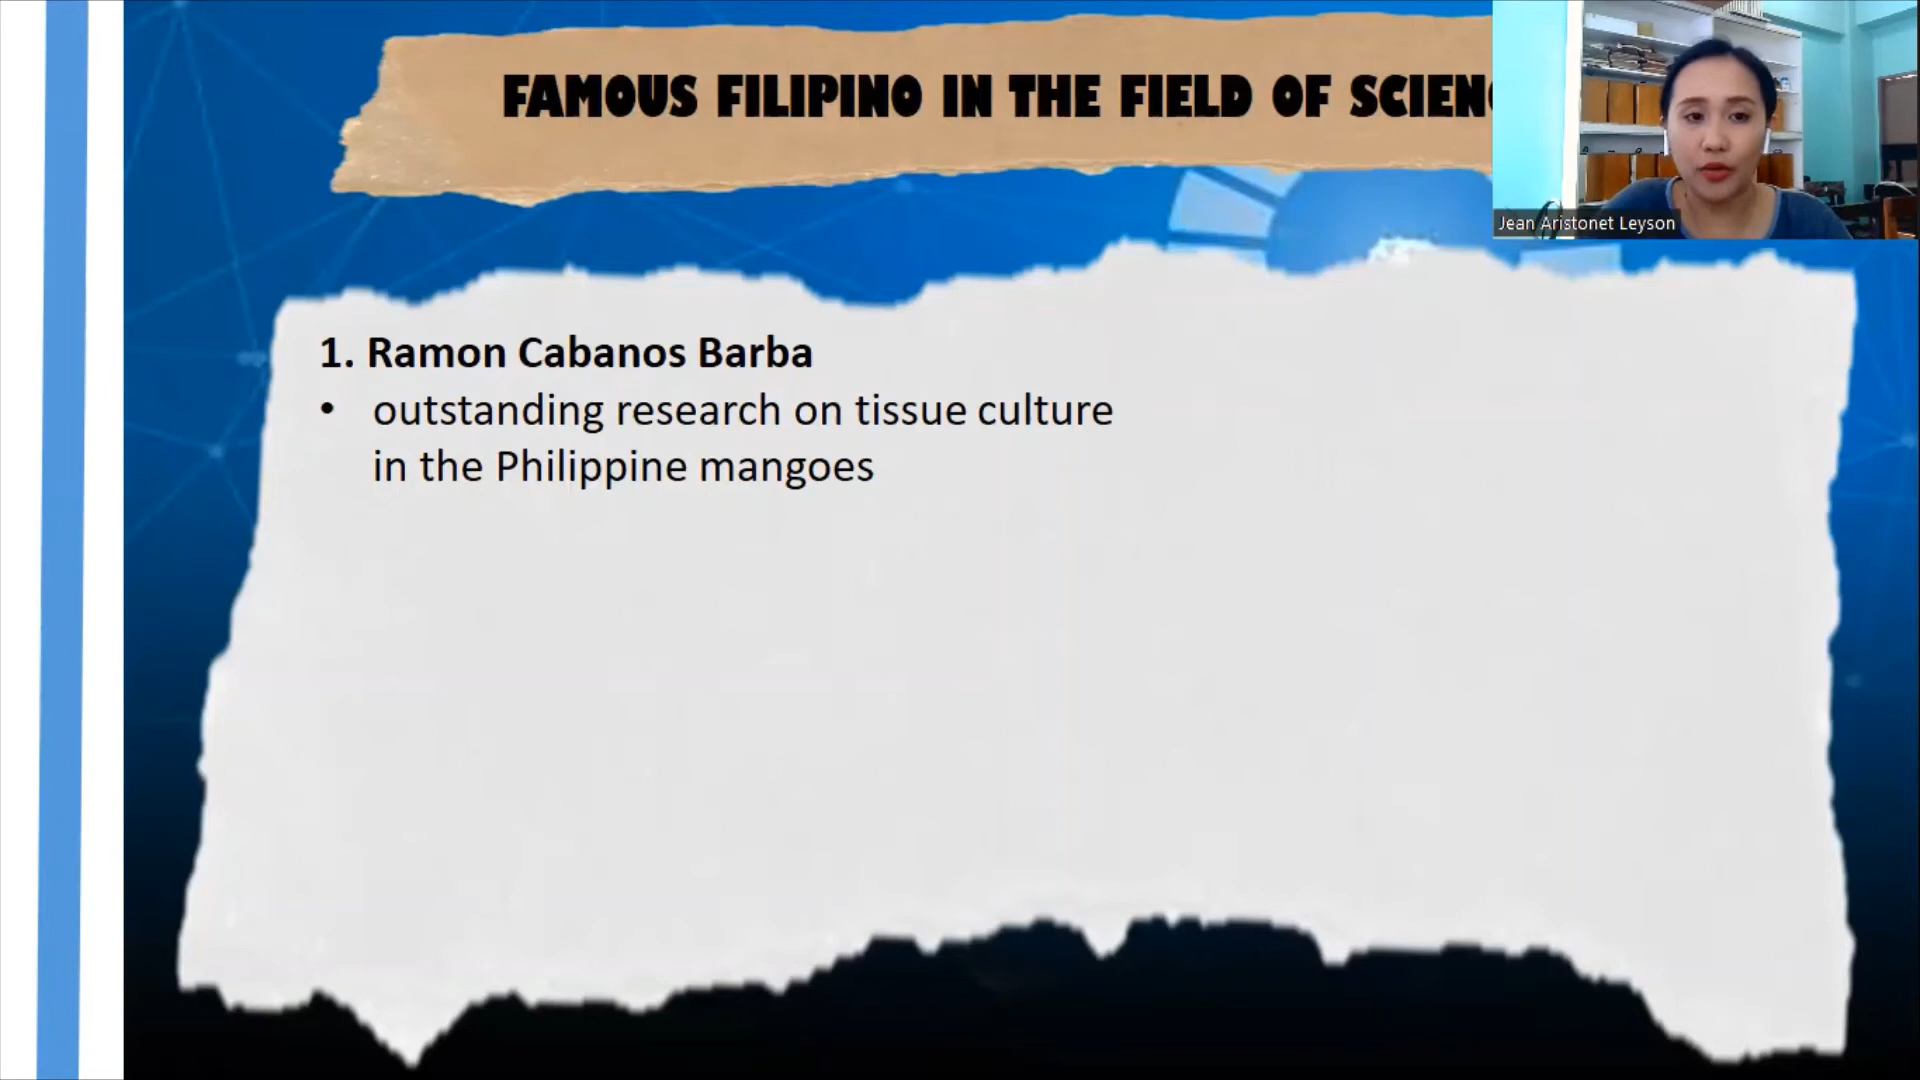 FAMOUS FILIPINO IN THE FIELD OF
Jean Aristonet Leyson
1. Ramon Cabanos Barba
• outstanding research on tissue culture
in the Philippine mangoes